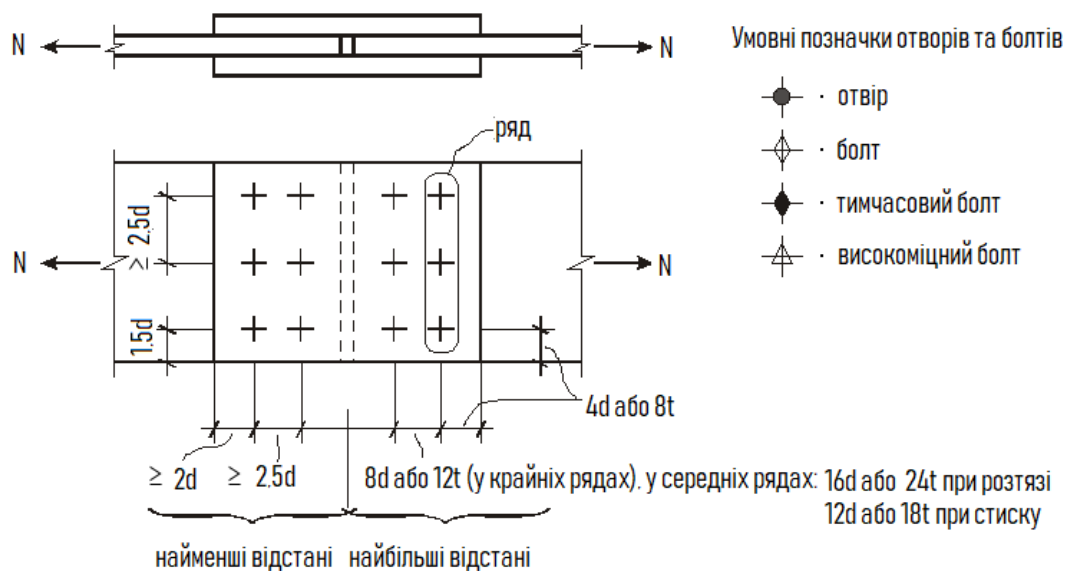 N
N
Умовні позначки отворів та болтів
· отвір
· болт
· тимчасовий болт
· високоміцний болт
ряд
≥ 2,5d
1,5d
N
N
4d або 8t
≥ 2d
≥ 2,5d
8d або 12t (у крайніх рядах), у середніх рядах: 16d або 24t при розтязі
12d або 18t при стиску
найменші відстані
найбільші відстані